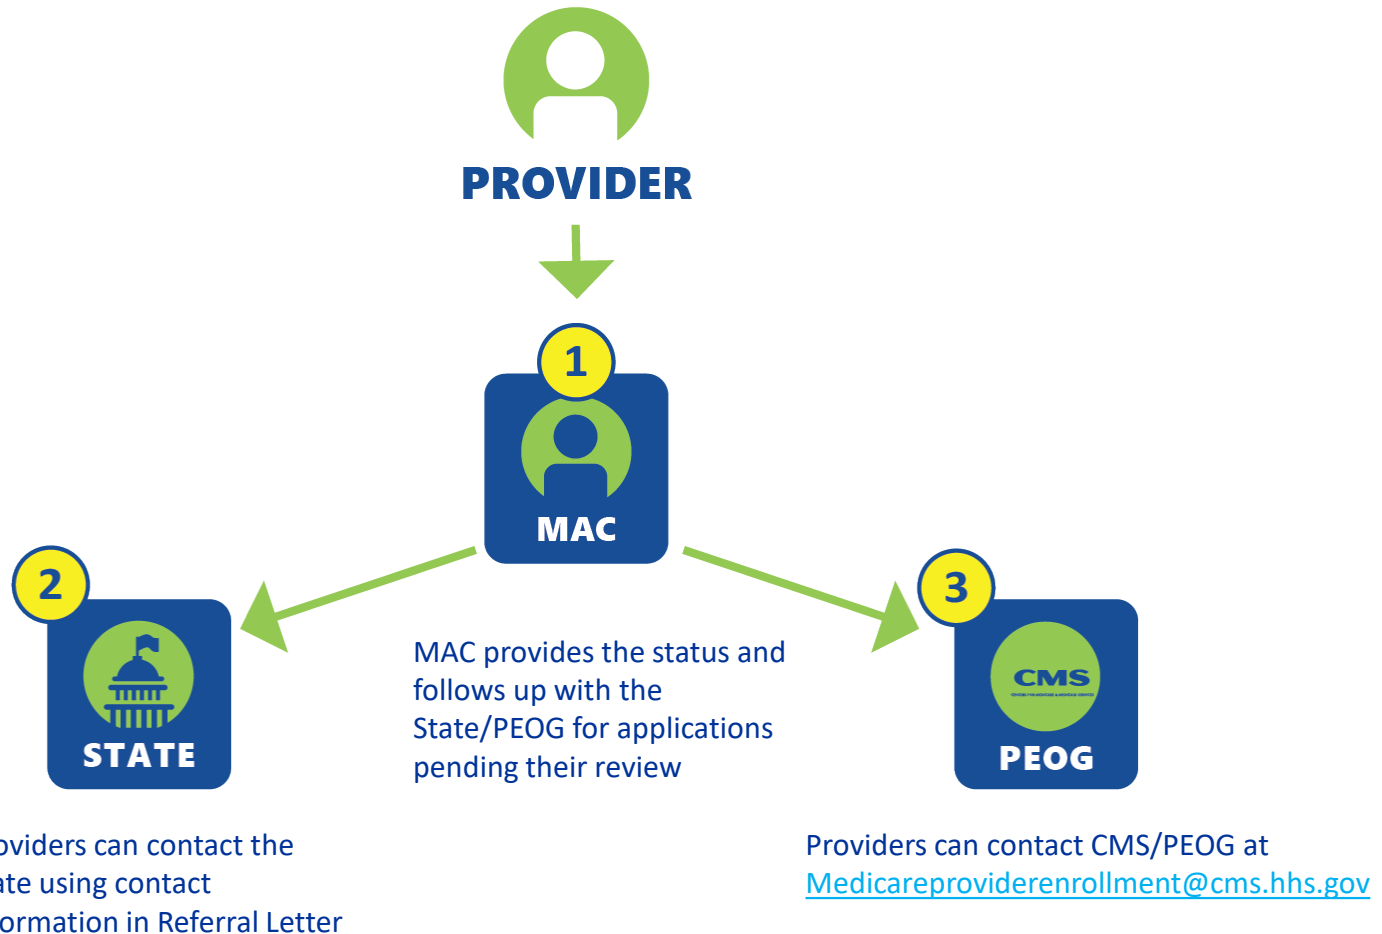 PROVIDER
1
MAC
2
STATE
3
CMS
PEOG
MAC provides the status and
follows up with the
State/PEOG for applications
pending their review
oviders can contact the
ate using contact
formation in Referral Letter
Providers can contact CMS/PEOG at
Medicareproviderenrollment@cms.hhs.gov